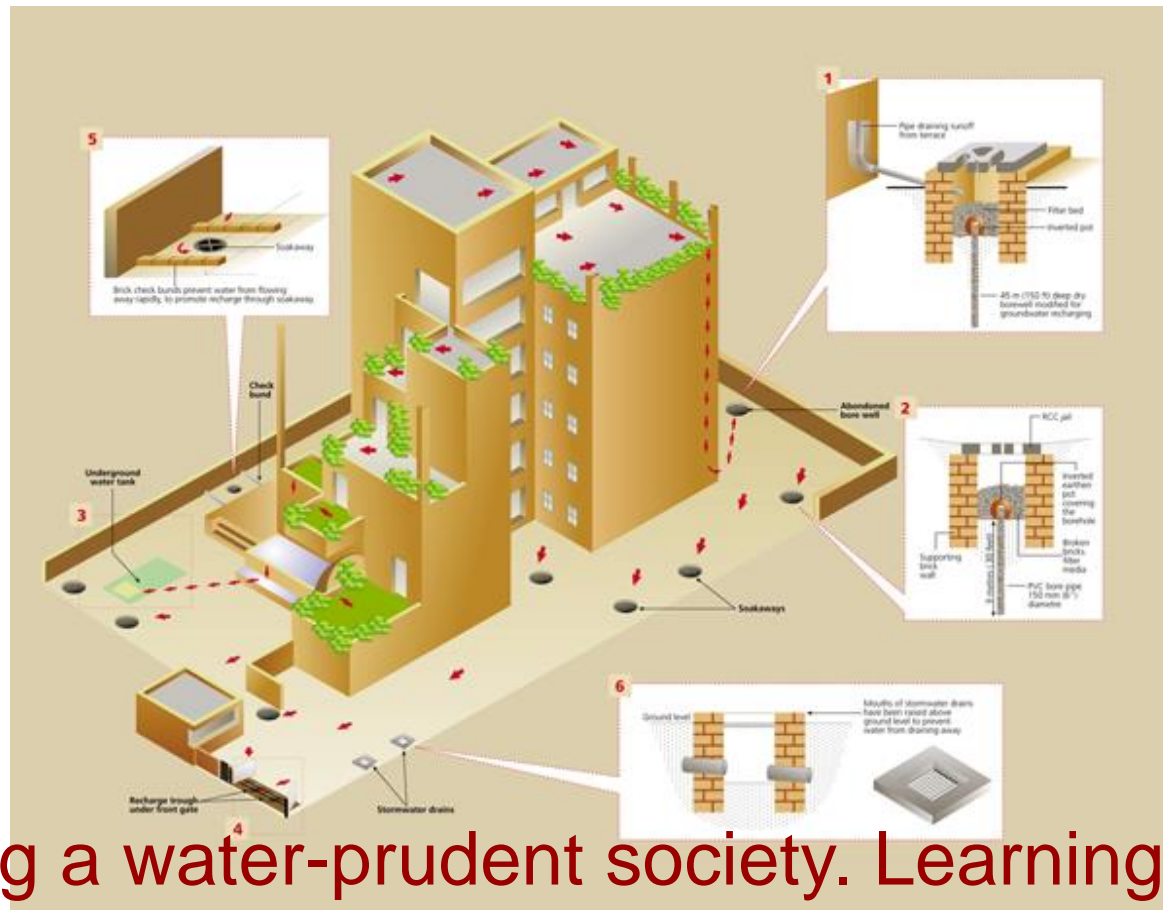 1
Pipe draining runoff
from terrace
Filter bed
Inverted pot
45 m (150 ft) deep dry
borewell modified for
groundwater recharging
5
Soakaway
Brick check bunds prevent water from flowing
away rapidly, to promote recharge through soakaway
Check
bund
Abandoned
bore well
2
RCC jali
Inverted
earthen
pot
covering
the
borehole
Broken
bricks
filter
media
Supporting
brick
wall
PVC bore pipe
150 mm (6")
diametre
Underground
water tank
3
Soakaways
6
Ground level
Mouths of stormwater drains
have been raised above
ground level to prevent
water from draining away
Recharge trough
under front gate
4
Stormwater drains
g a water-prudent society. Learning